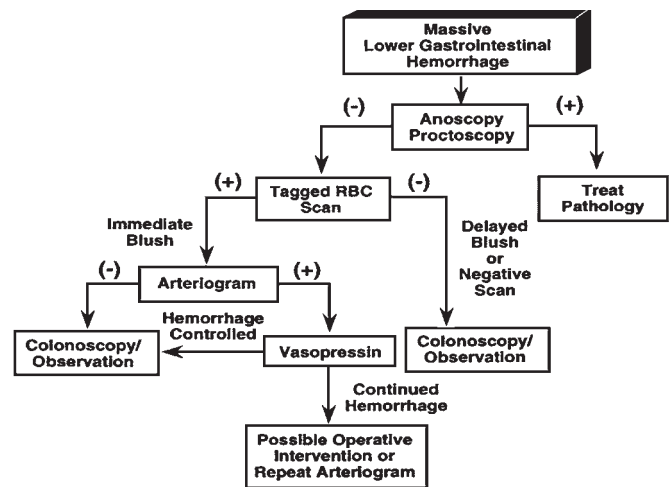 Massive
Lower Gastrointestinal
Hemorrhage
(-)
(+)
Anoscopy
Proctoscopy
(+)
Tagged RBC
Scan
(-)
Treat
Pathology
Immediate
Blush
Delayed
Blush
or
Negative
Scan
(-)
Arteriogram
(+)
Hemorrhage
Controlled
Colonoscopy/
Observation
Vasopressin
Colonoscopy/
Observation
Continued
Hemorrhage
Possible Operative
Intervention or
Repeat Arteriogram